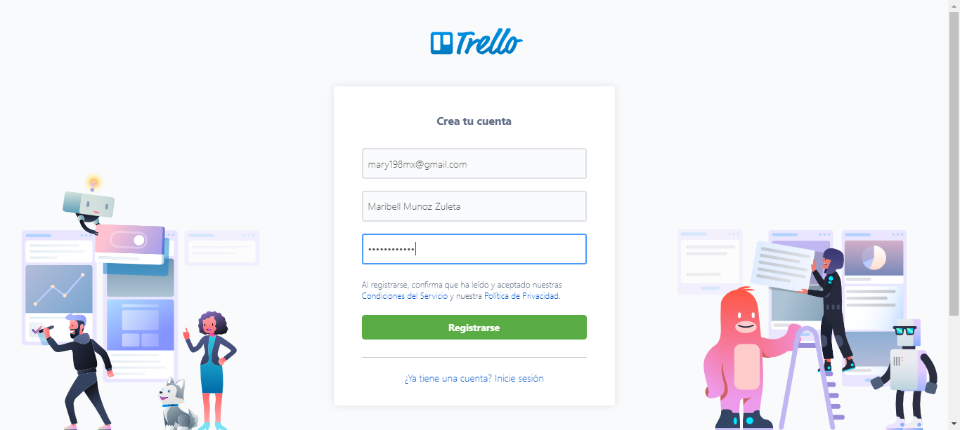 Trello
Crea tu cuenta
mary198mx@gmail.com
Maribell Munoz Zuleta
••••••••••••
Al registrarse, confirma que ha leído y aceptado nuestras
Condiciones del Servicio y nuestra Política de Privacidad.
Registrarse
¿Ya tiene una cuenta? Inicie sesión